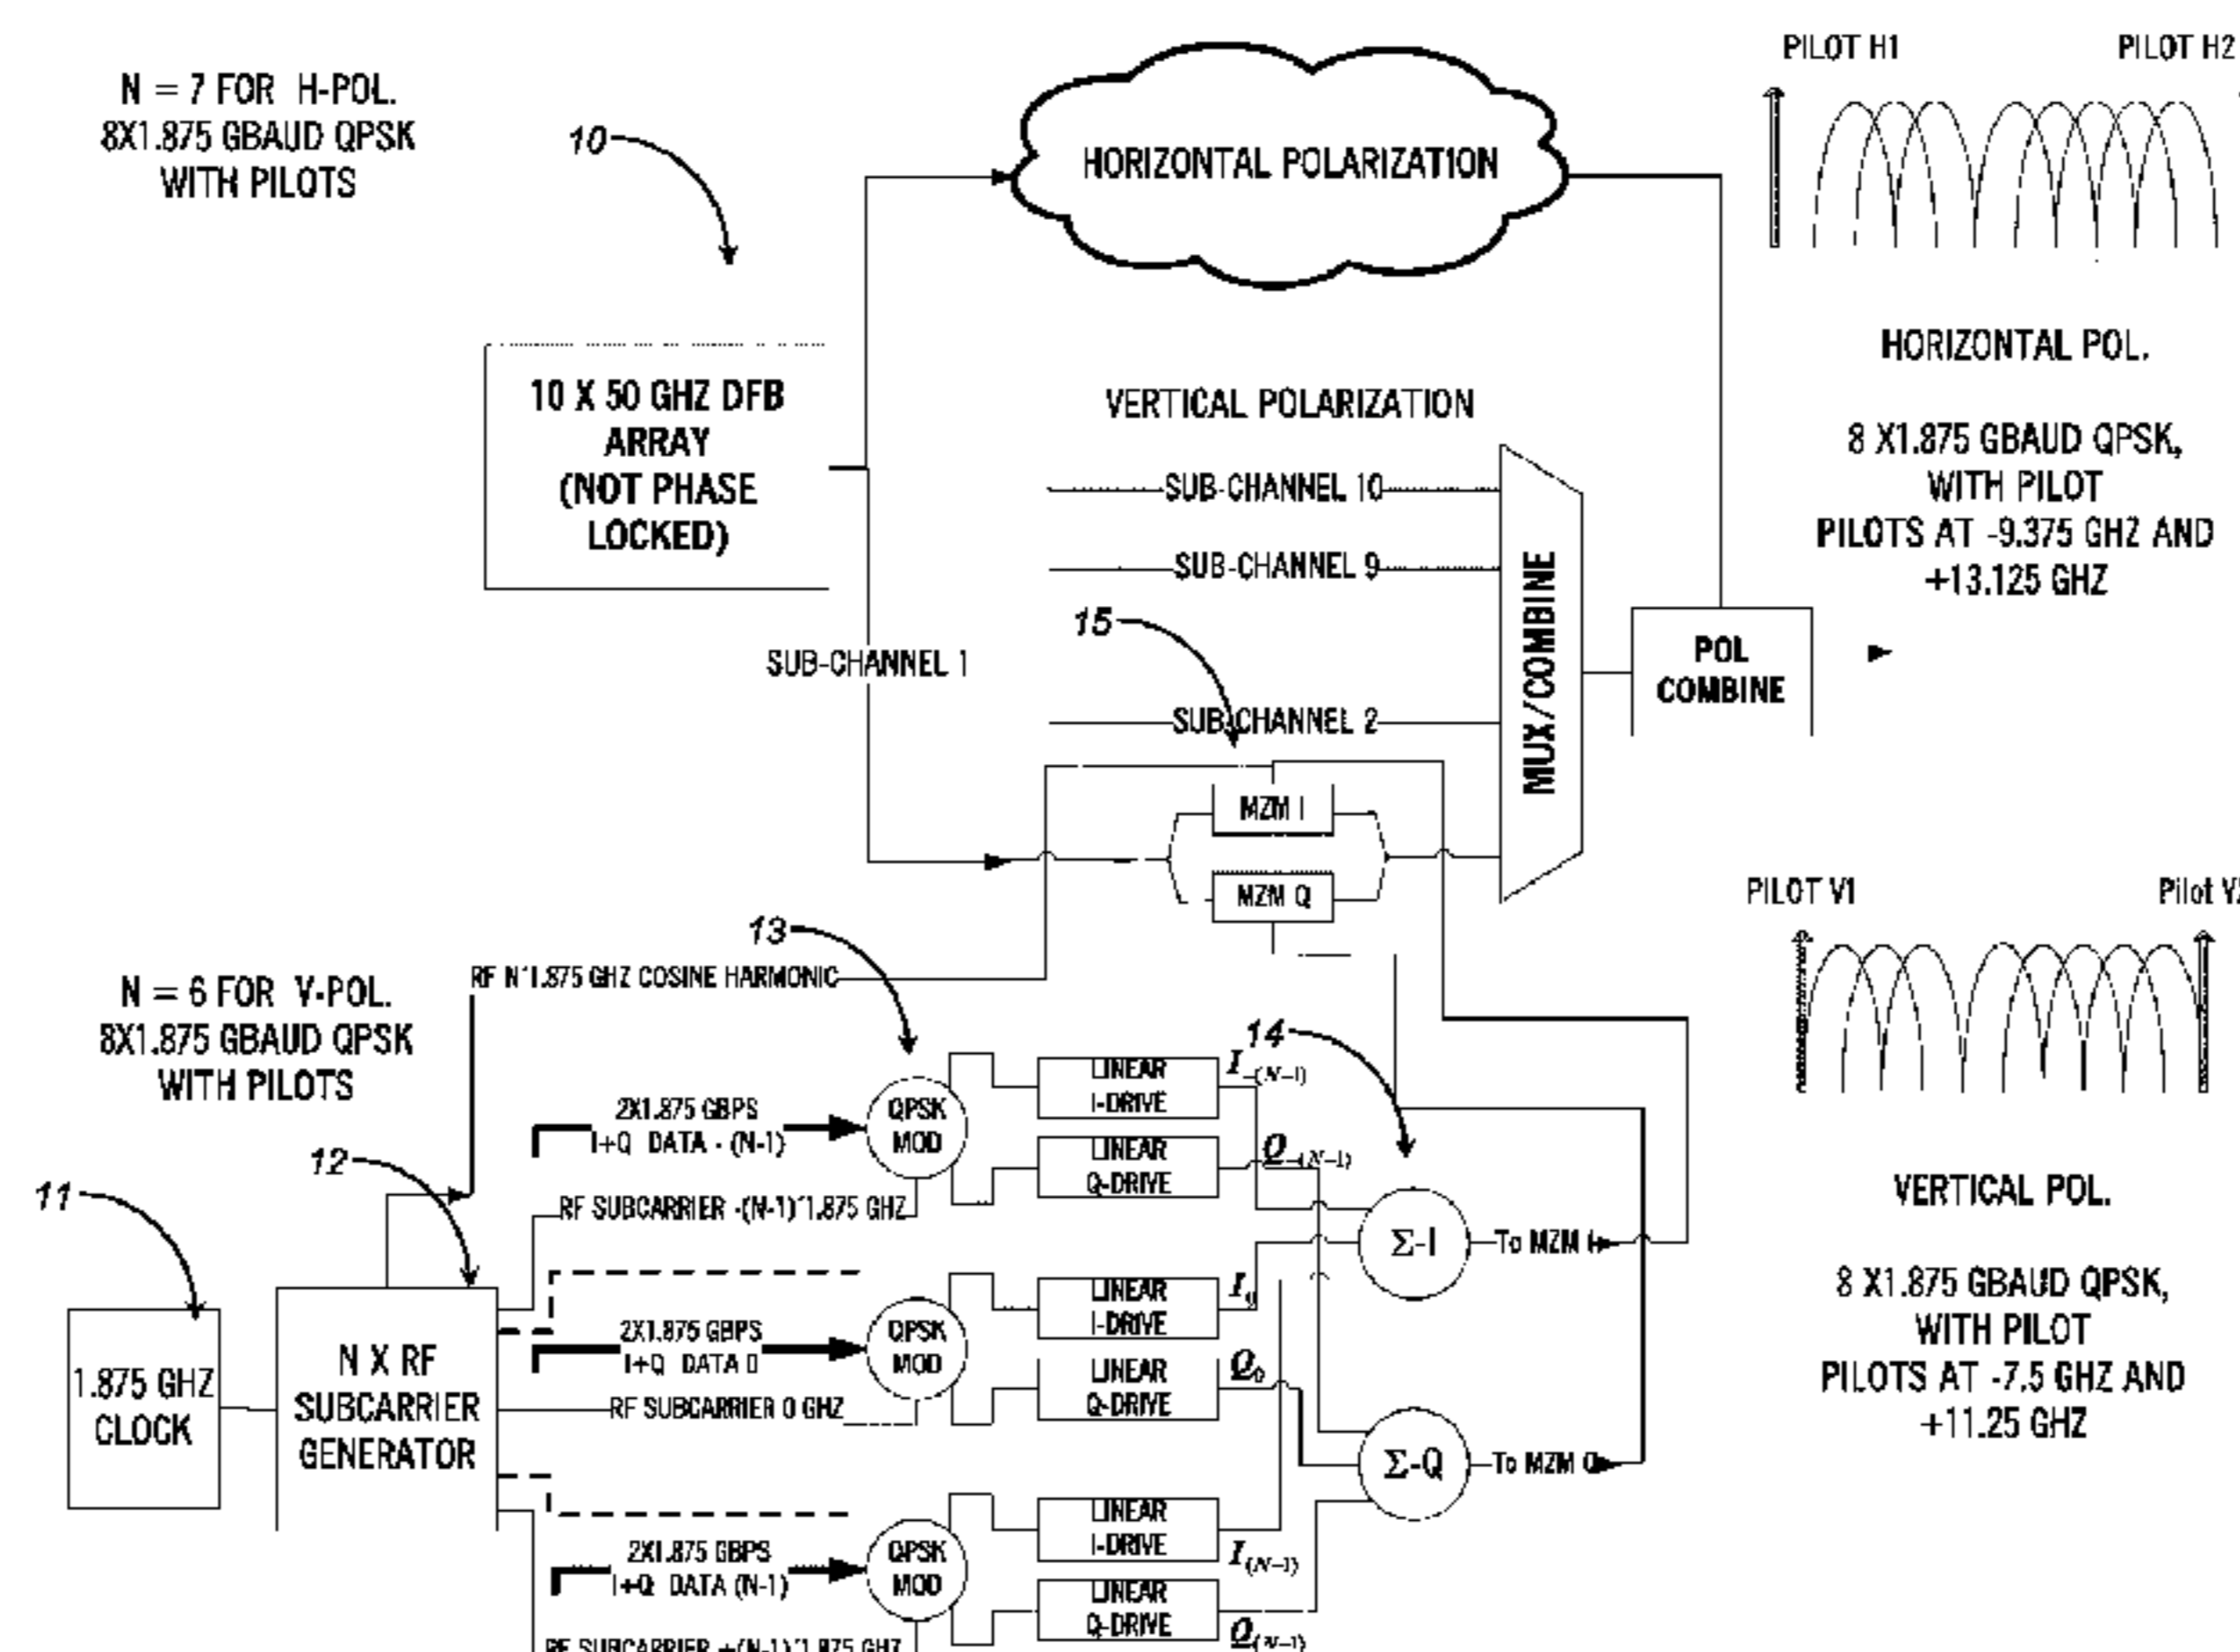 N = 7 FOR H-POL.
8X1.875 GBAUD QPSK
WITH PILOTS
10
HORIZONTAL POLARIZATION
PILOT H1
PILOT H2
HORIZONTAL POL.
8 X1.875 GBAUD QPSK,
WITH PILOT
PILOTS AT -9.375 GHZ AND
+13.125 GHZ
10 X 50 GHZ DFB
ARRAY
(NOT PHASE
LOCKED)
VERTICAL POLARIZATION
SUB-CHANNEL 10
SUB-CHANNEL 9
15
SUB-CHANNEL 1
SUB-CHANNEL 2
MUX/COMBINE
POL
COMBINE
MZM I
MZM Q
PILOT V1
Pilot
13
RF N*1.875 GHZ COSINE HARMONIC
N = 6 FOR V-POL.
8X1.875 GBAUD QPSK
WITH PILOTS
14
12
11
2X1.875 GBPS
I+Q DATA - (N-1)
QPSK
MOD
LINEAR
I-DRIVE
I-(N-1)
LINEAR
Q-DRIVE
Q-(N-1)
RF SUBCARRIER -(N-1)*1.875 GHZ
Σ-I
To MZM I
VERTICAL POL.
8 X1.875 GBAUD QPSK,
WITH PILOT
PILOTS AT -7.5 GHZ AND
+11.25 GHZ
1.875 GHZ
CLOCK
N X RF
SUBCARRIER
GENERATOR
2X1.875 GBPS
I+Q DATA 0
QPSK
MOD
LINEAR
I-DRIVE
I0
LINEAR
Q-DRIVE
Q0
RF SUBCARRIER 0 GHZ
Σ-Q
To MZM Q
2X1.875 GBPS
I+Q DATA (N-1)
QPSK
MOD
LINEAR
I-DRIVE
I(N-1)
LINEAR
Q-DRIVE
Q(N-1)
RF SUBCARRIER +(N-1)*1.875 GHZ